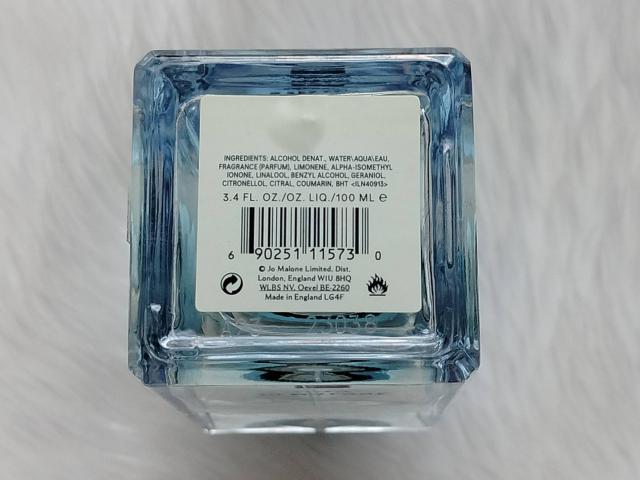 INGREDIENTS: ALCOHOL DENAT., WATER\AQUA\EAU,
FRAGRANCE (PARFUM), LIMONENE, ALPHA-ISOMETHYL
IONONE, LINALOOL, BENZYL ALCOHOL, GERANIOL,
CITRONELLOL, CITRAL, COUMARIN, BHT <ILN40913>
3.4 FL. OZ./OZ. LIQ./100 ML ℮
6 90251 11573 0
© Jo Malone Limited, Dist.
London, England W1U 8HQ
WLBS NV, Oevel BE-2260
Made in England LG4F